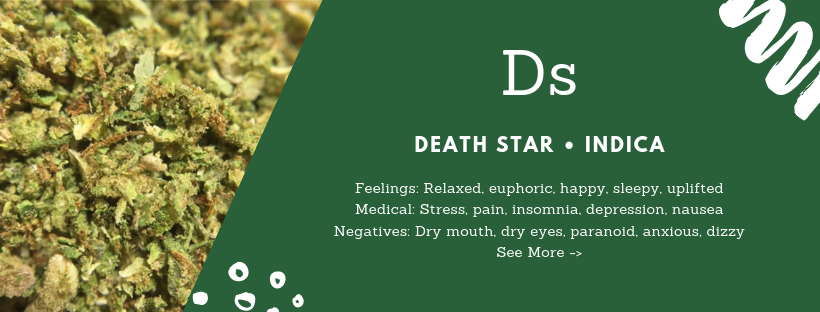 Ds
DEATH STAR • INDICA
Feelings: Relaxed, euphoric, happy, sleepy, uplifted
Medical: Stress, pain, insomnia, depression, nausea
Negatives: Dry mouth, dry eyes, paranoid, anxious, dizzy
See More ->